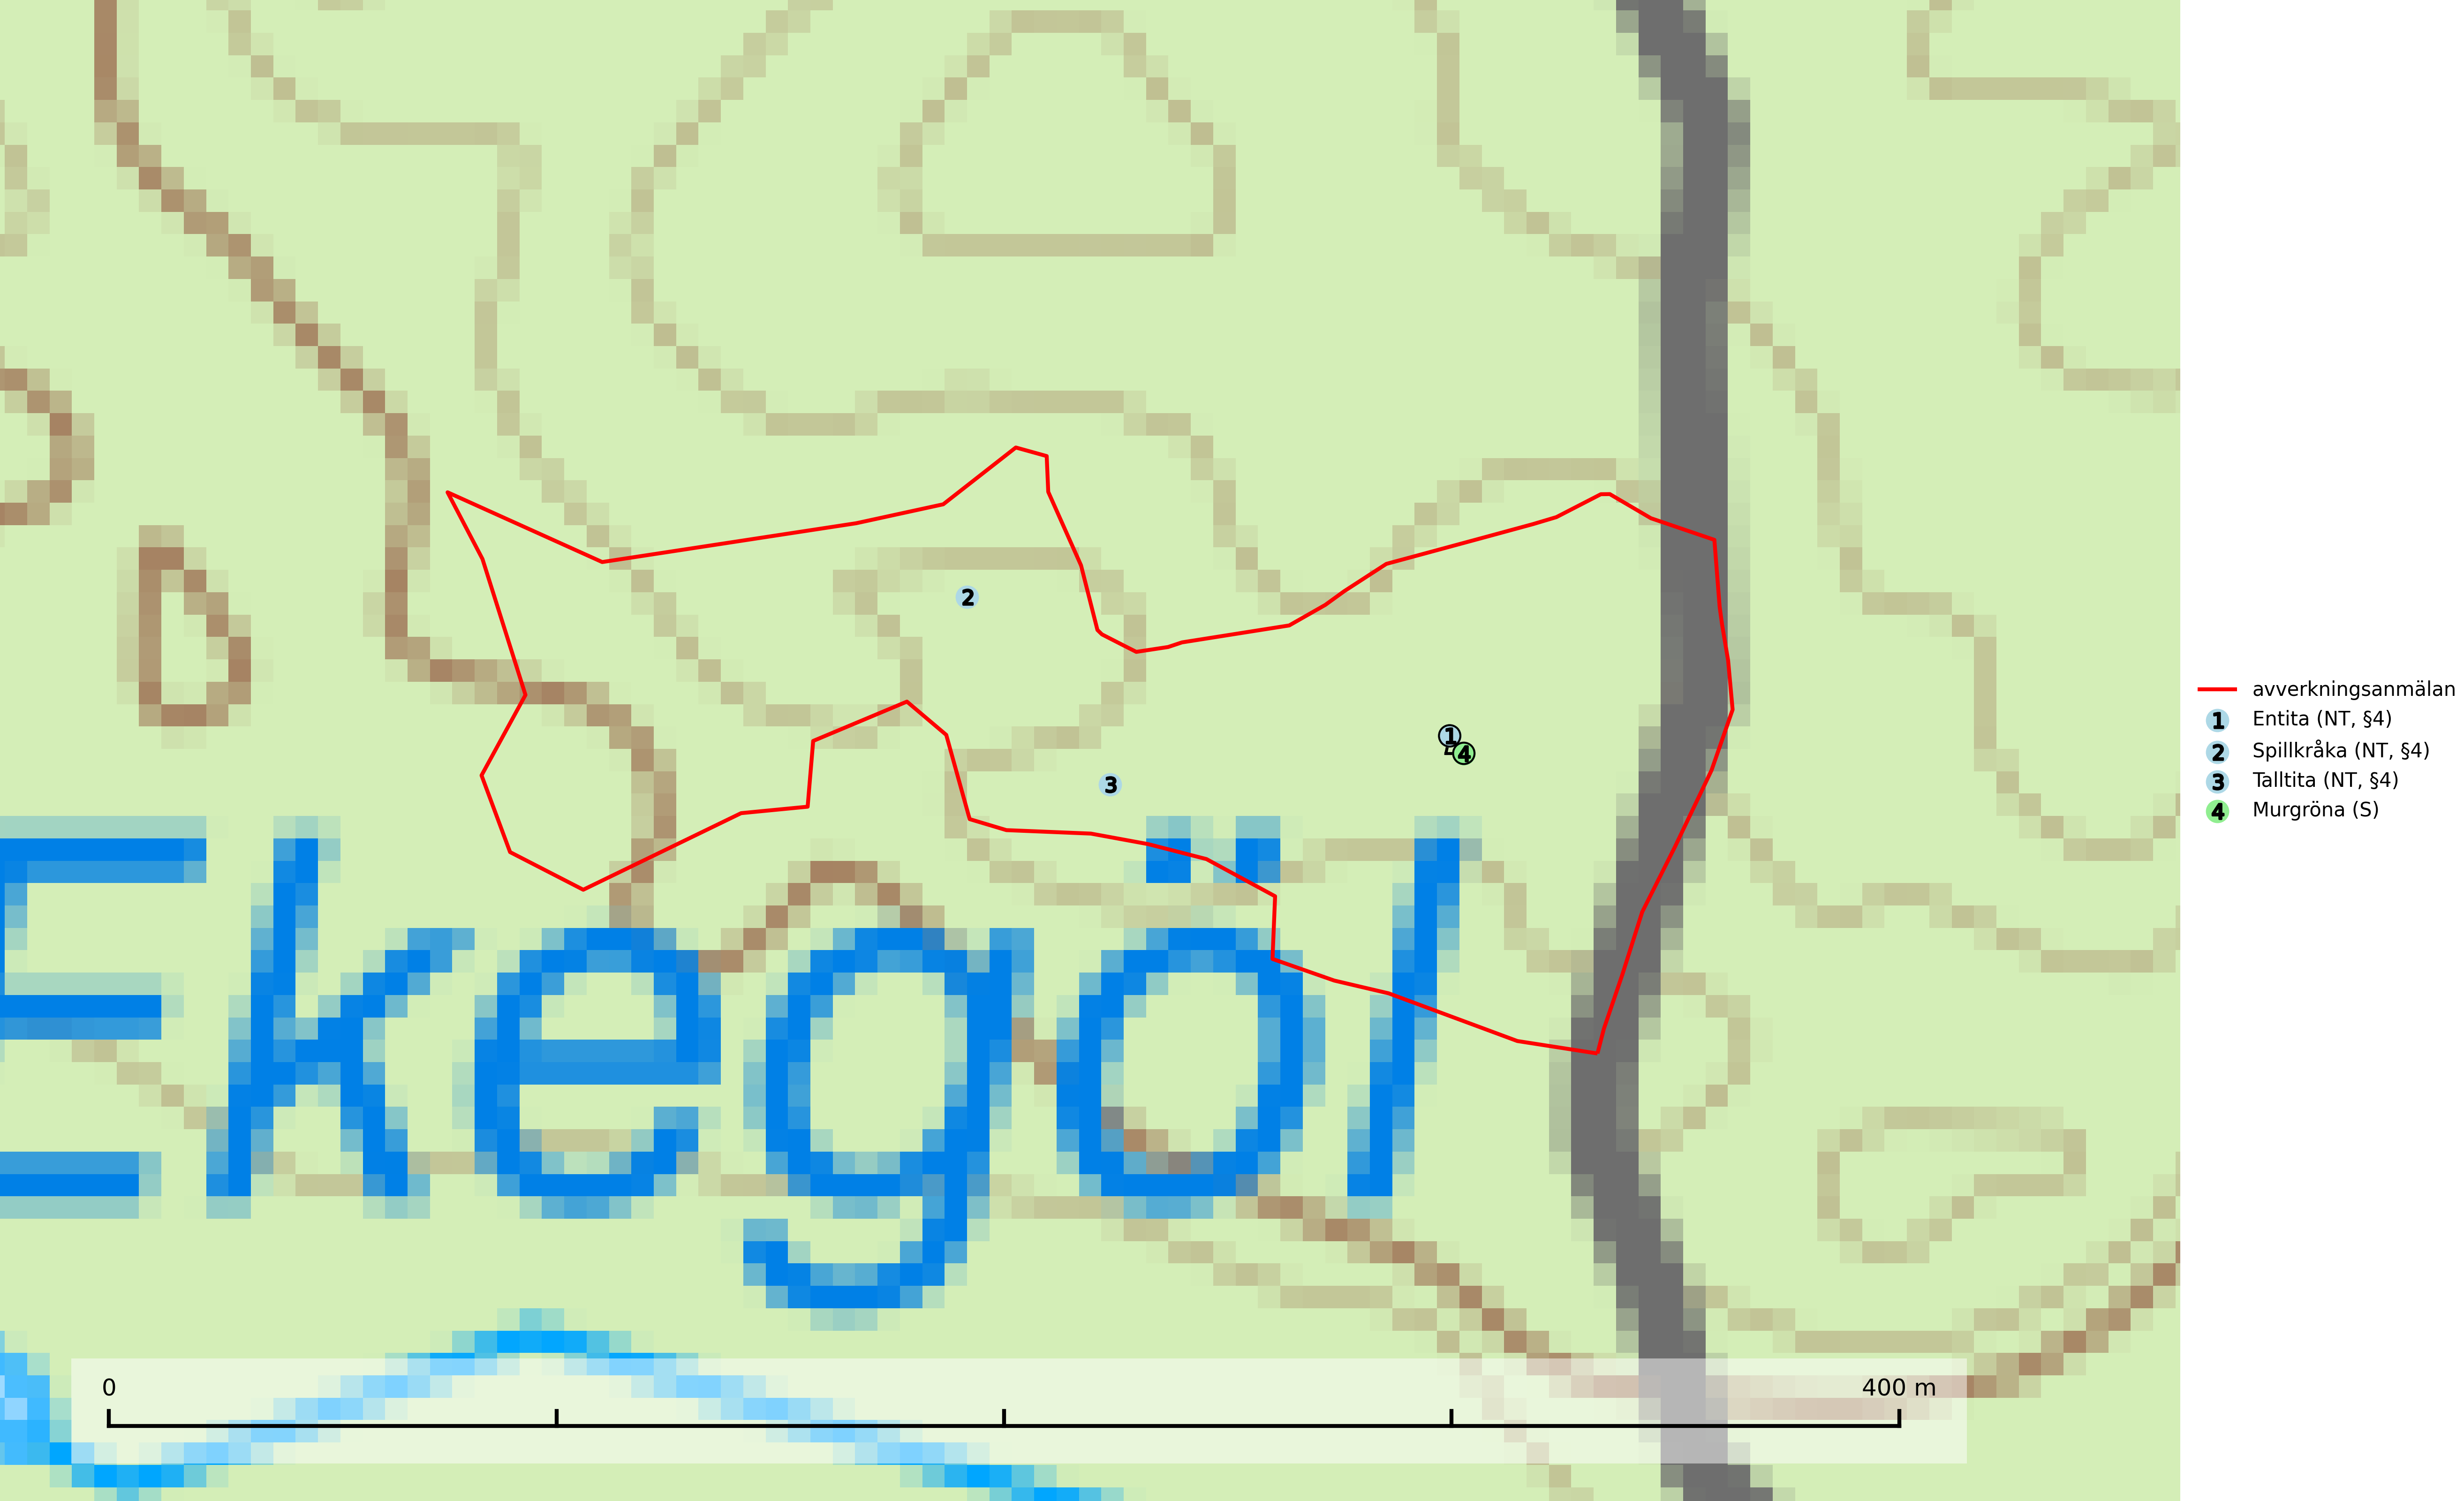 2
1
4
3
Ekegöl
0 400 m
avverkningsanmälan
1 Entita (NT, §4)
2 Spillkråka (NT, §4)
3 Talltita (NT, §4)
4 Murgröna (S)